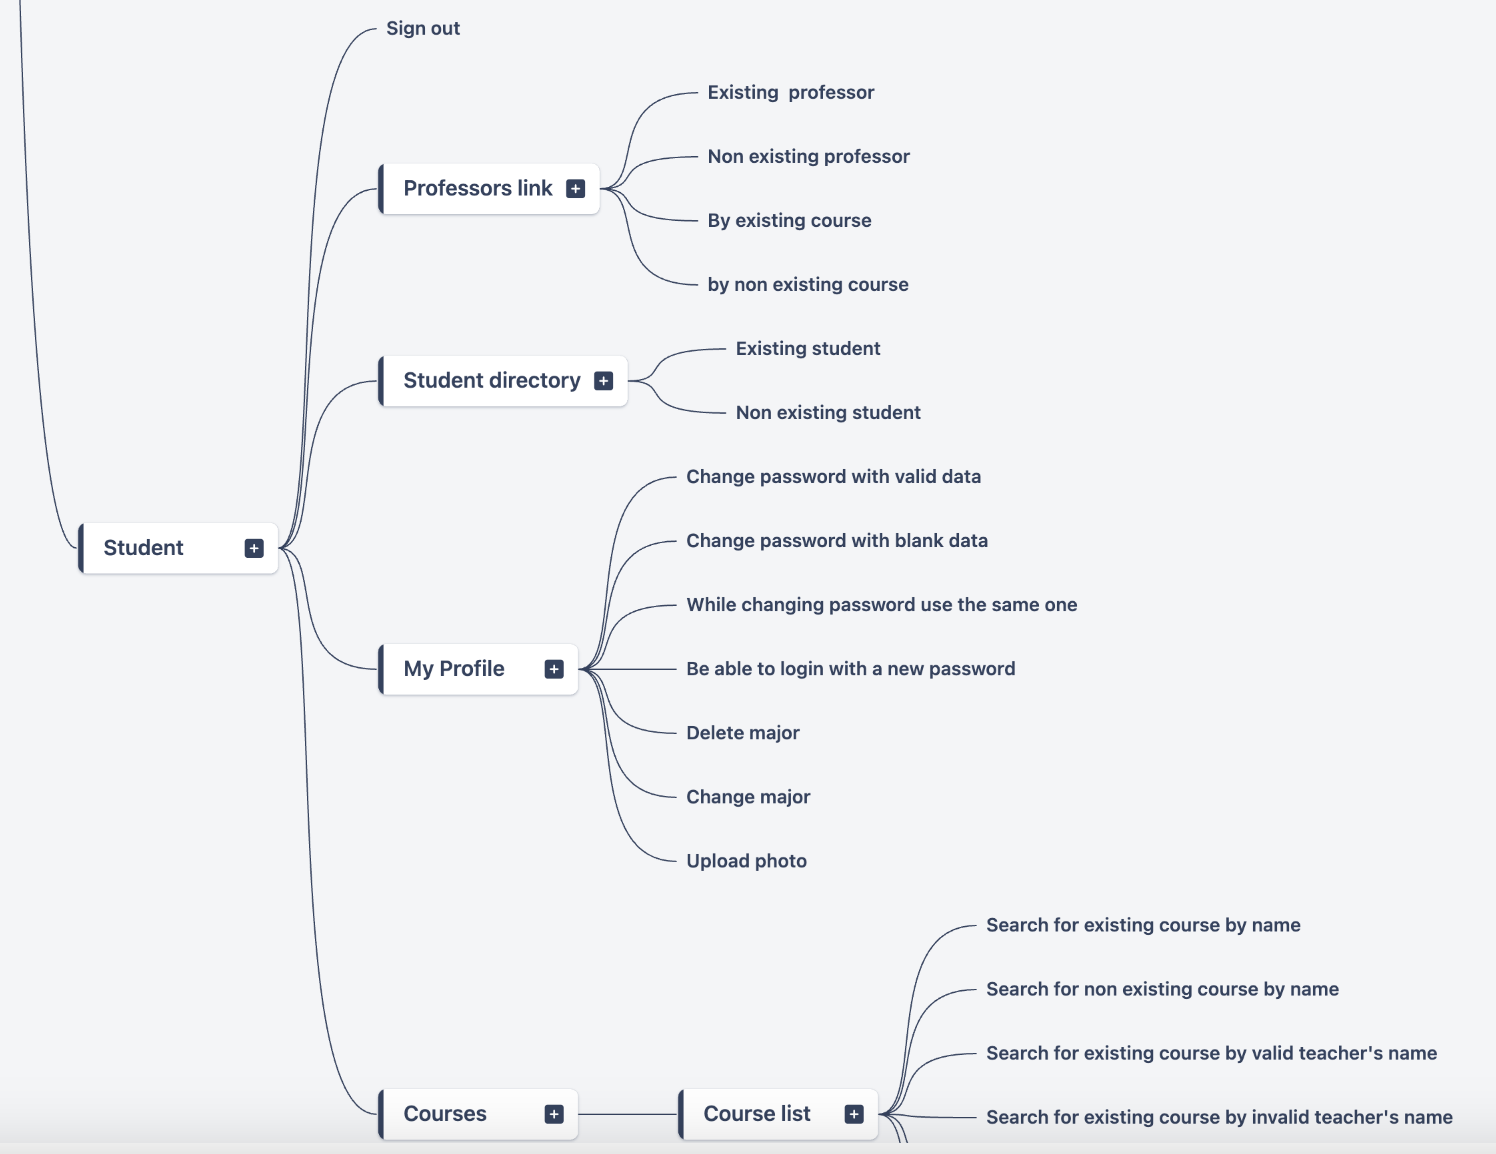 Sign out
Existing  professor
Non existing professor
Professors link
By existing course
by non existing course
Existing student
Student directory
Non existing student
Change password with valid data
Change password with blank data
Student
While changing password use the same one
My Profile
Be able to login with a new password
Delete major
Change major
Upload photo
Search for existing course by name
Search for non existing course by name
Search for existing course by valid teacher's name
Courses
Course list
Search for existing course by invalid teacher's name